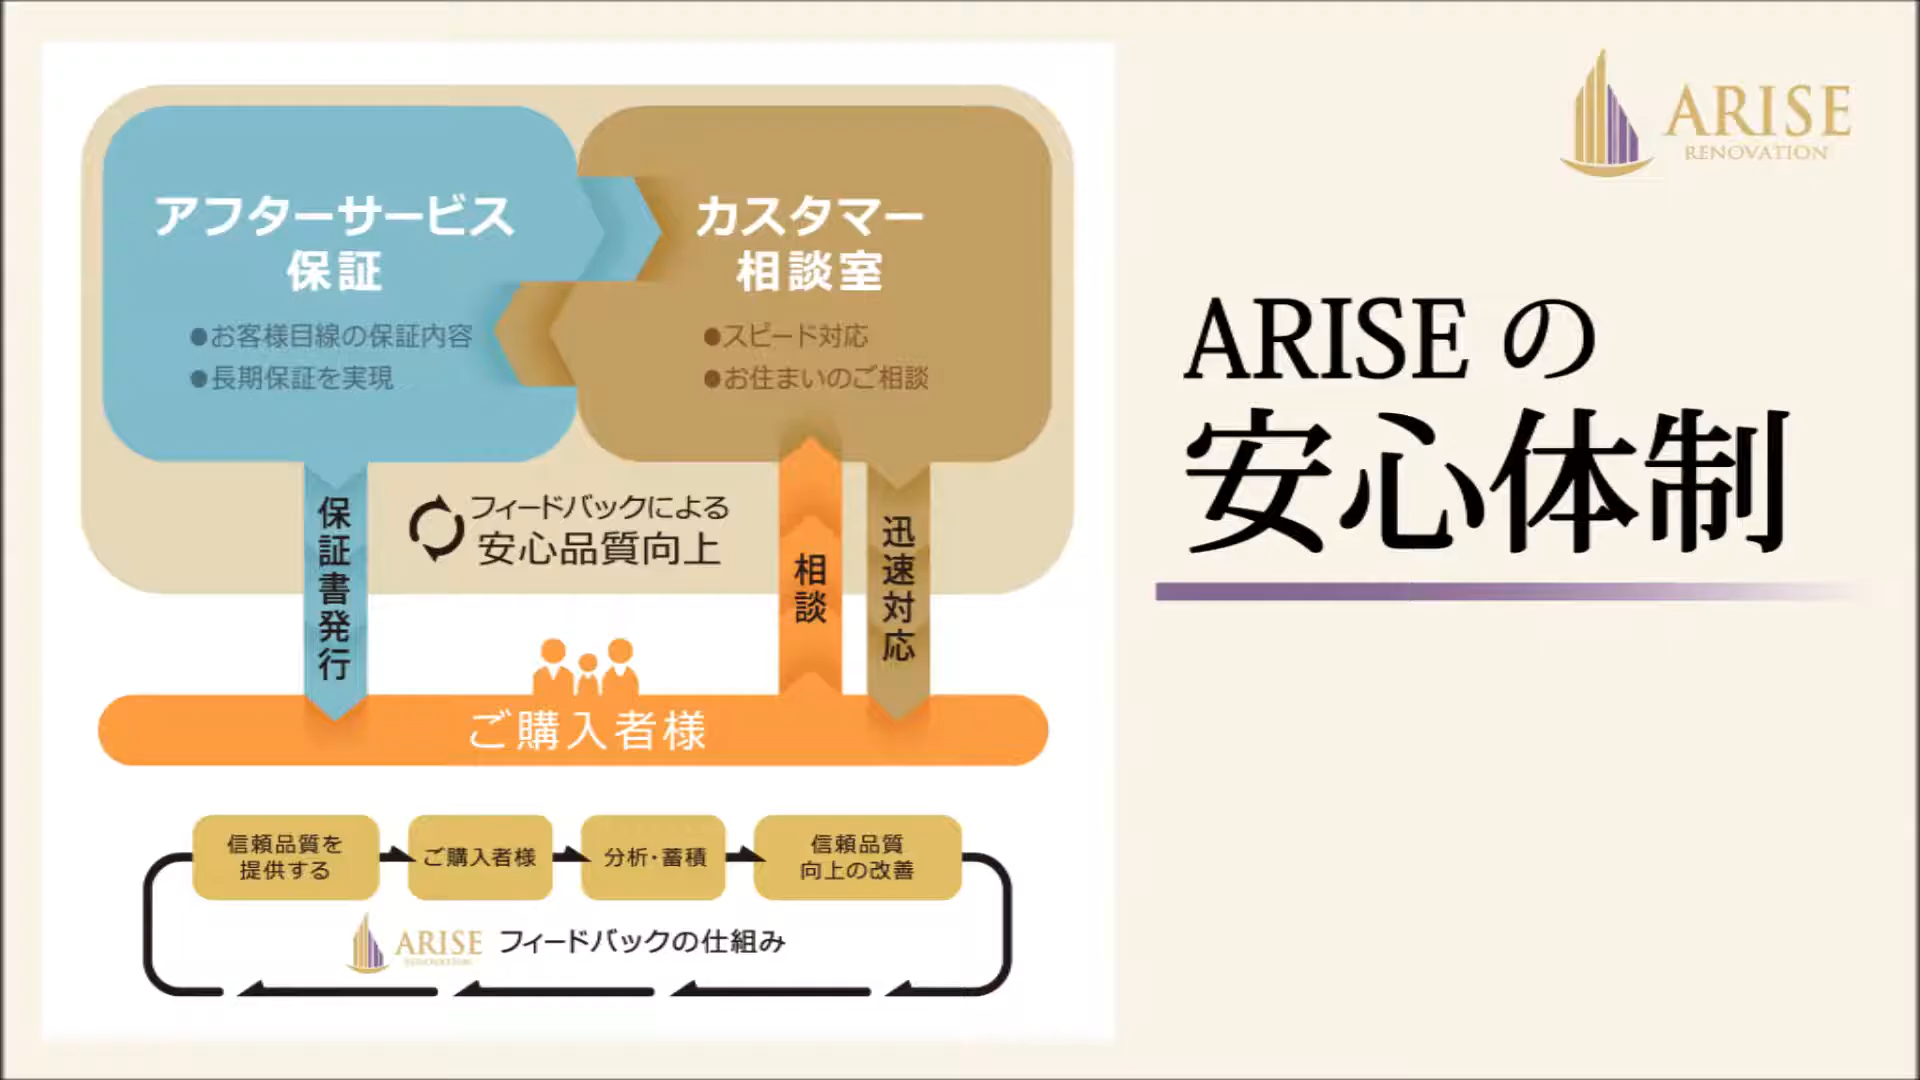 アフターサービス
保証
●お客様目線の保証内容
●長期保証を実現
カスタマー
相談室
●スピード対応
●お住まいのご相談
保証書発行
フィードバックによる
安心品質向上
相談
迅速対応
ご購入者様
信頼品質を
提供する
ご購入者様
分析・蓄積
信頼品質
向上の改善
ARISE
RENOVATION
フィードバックの仕組み
ARISE
RENOVATION
ARISE の
安心体制